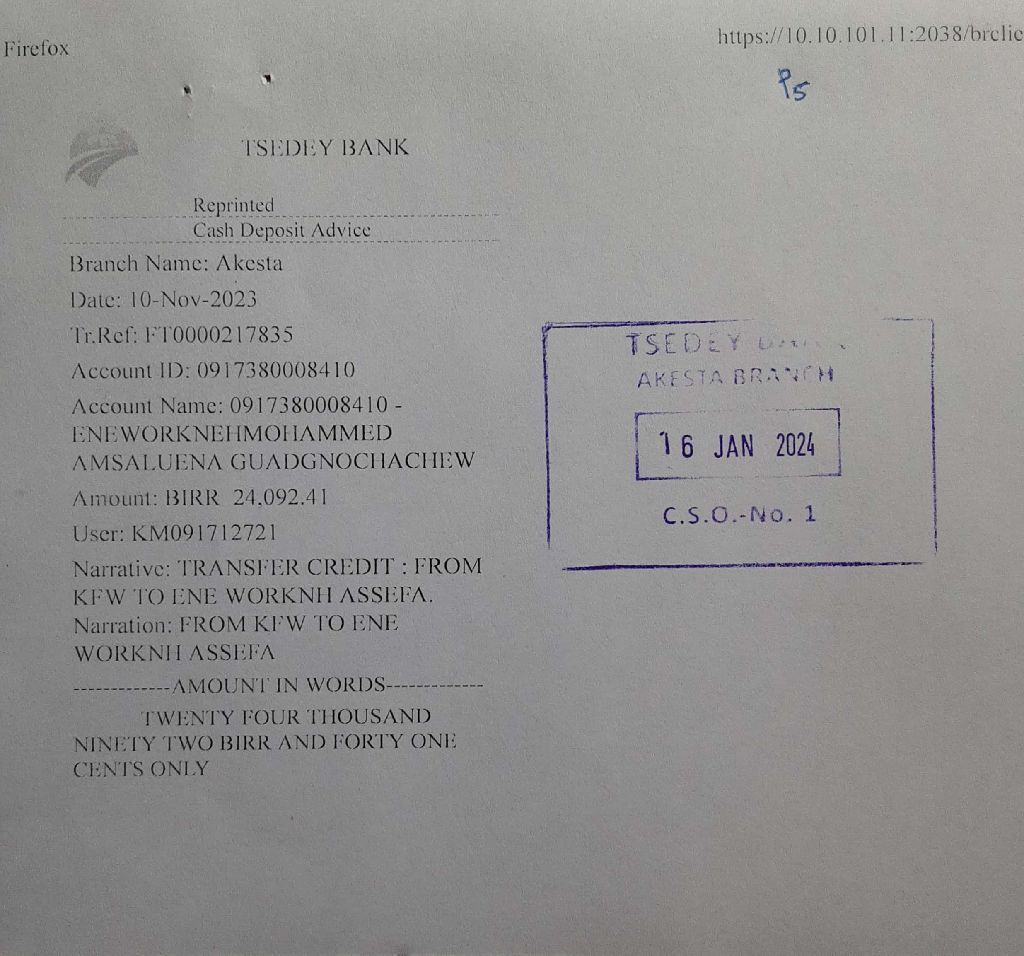 Firefox
https://10.10.101.11:2038/brclie
P5
TSEDEY BANK
Reprinted
Cash Deposit Advice
Branch Name: Akesta
Date: 10-Nov-2023
Tr.Ref: FT0000217835
Account ID: 0917380008410
Account Name: 0917380008410 -
ENEWORKNEHMOHAMMED
AMSALUENA GUADGNOCHACHEW
Amount: BIRR 24,092.41
User: KM091712721
Narrative: TRANSFER CREDIT : FROM
KFW TO ENE WORKNH ASSEFA.
Narration: FROM KFW TO ENE
WORKNH ASSEFA
-------------AMOUNT IN WORDS-------------
TWENTY FOUR THOUSAND
NINETY TWO BIRR AND FORTY ONE
CENTS ONLY
TSEDEY
AKESTA BRANCH
16 JAN 2024
C.S.O.-No. 1